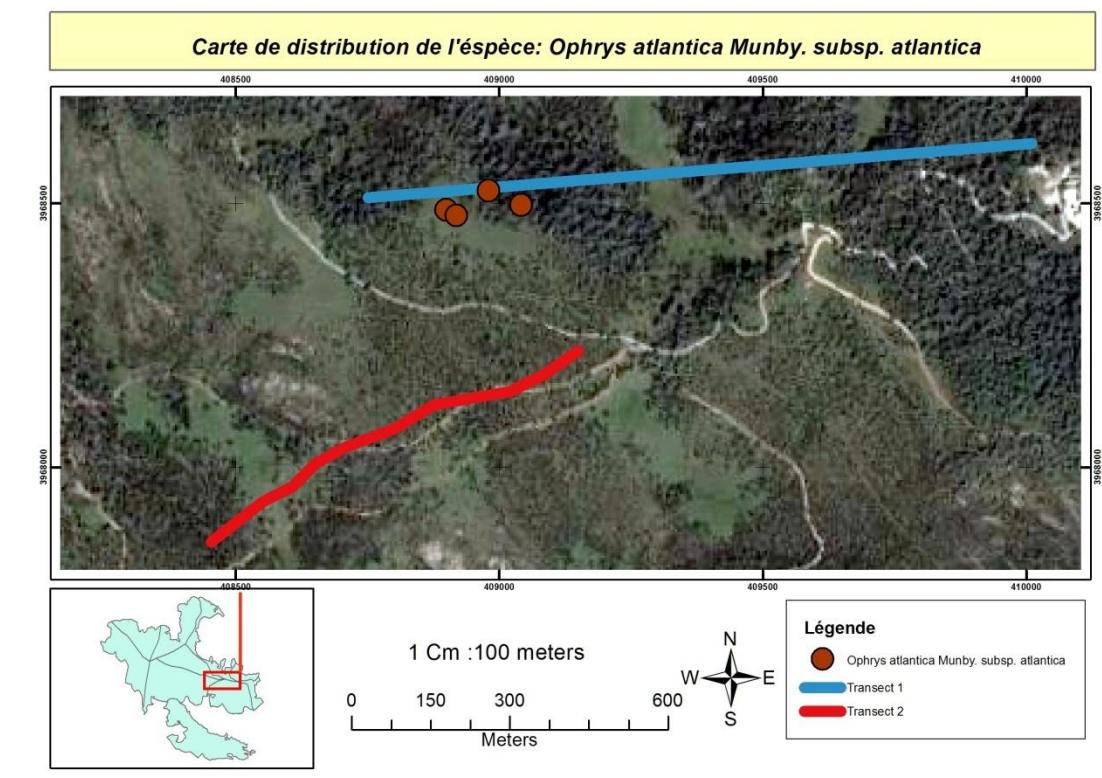 Carte de distribution de l'éspèce: Ophrys atlantica Munby. subsp. atlantica
408500 409000 409500 410000
3968500 3968500
3968000 3968000
408500 409000 409500 410000
1 Cm :100 meters
0 150 300 600
Meters
N
W E
S
Légende
Ophrys atlantica Munby. subsp. atlantica
Transect 1
Transect 2